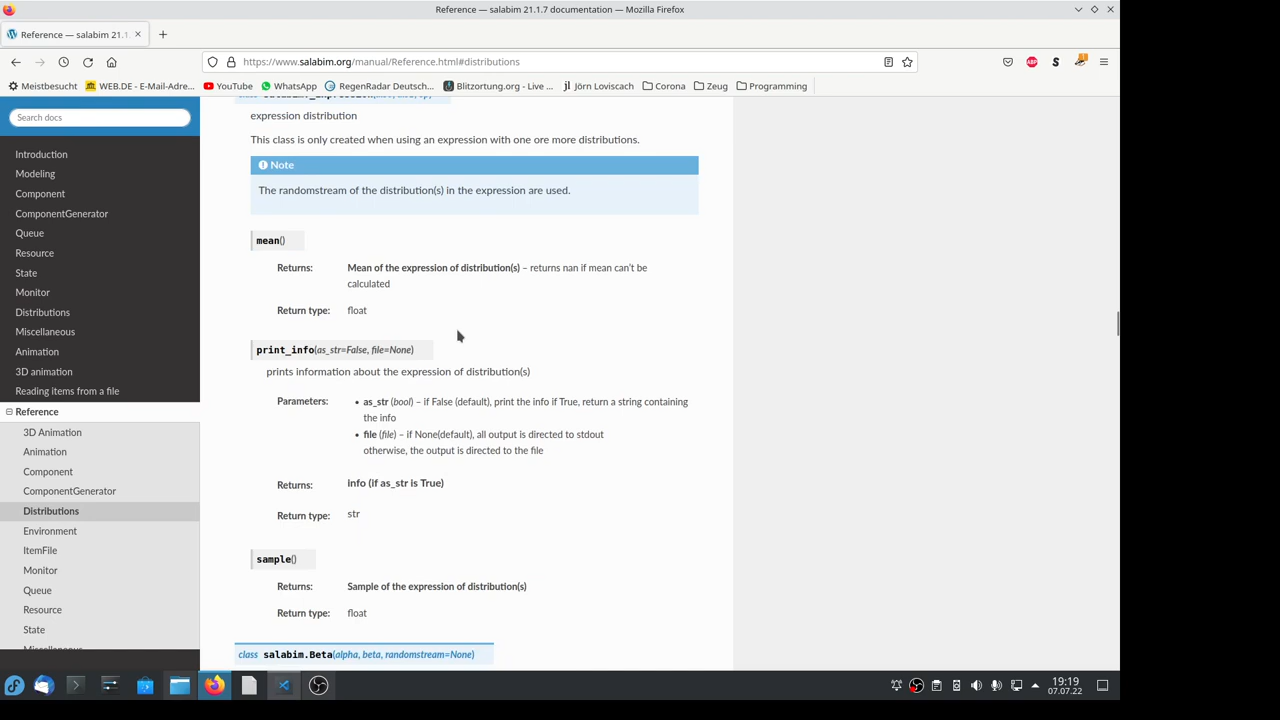 Reference — salabim 21.1.7 documentation — Mozilla Firefox
Reference — salabim 21.1.
https://www.salabim.org/manual/Reference.html#distributions
Meistbesucht
WEB.DE - E-Mail-Adre...
YouTube
WhatsApp
RegenRadar Deutsch...
Blitzortung.org - Live ...
Jörn Loviscach
Corona
Zeug
Programming
Search docs
Introduction
Modeling
Component
ComponentGenerator
Queue
Resource
State
Monitor
Distributions
Miscellaneous
Animation
3D animation
Reading items from a file
Reference
3D Animation
Animation
Component
ComponentGenerator
Distributions
Environment
ItemFile
Monitor
Queue
Resource
State
expression distribution
This class is only created when using an expression with one ore more distributions.
Note
The randomstream of the distribution(s) in the expression are used.
mean()
Returns: Mean of the expression of distribution(s) – returns nan if mean can't be
calculated
Return type: float
print_info(as_str=False, file=None)
prints information about the expression of distribution(s)
Parameters: • as_str (bool) – if False (default), print the info if True, return a string containing
the info
• file (file) – if None(default), all output is directed to stdout
otherwise, the output is directed to the file
Returns: info (if as_str is True)
Return type: str
sample()
Returns: Sample of the expression of distribution(s)
Return type: float
class salabim.Beta(alpha, beta, randomstream=None)
19:19
07.07.22